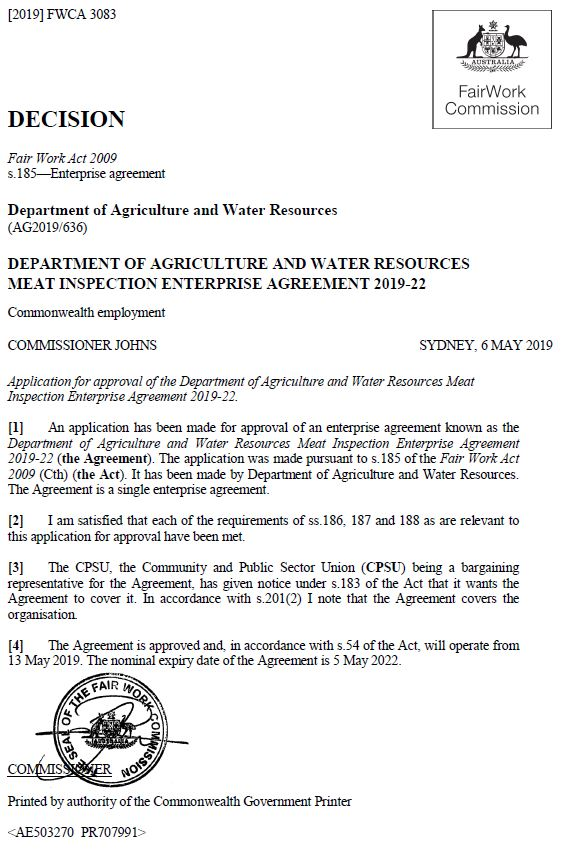 [2019] FWCA 3083
AUSTRALIA
FairWork
Commission
DECISION
Fair Work Act 2009
s.185—Enterprise agreement
Department of Agriculture and Water Resources
(AG2019/636)
DEPARTMENT OF AGRICULTURE AND WATER RESOURCES
MEAT INSPECTION ENTERPRISE AGREEMENT 2019-22
Commonwealth employment
COMMISSIONER JOHNS SYDNEY, 6 MAY 2019
Application for approval of the Department of Agriculture and Water Resources Meat
Inspection Enterprise Agreement 2019-22.
[1] An application has been made for approval of an enterprise agreement known as the
Department of Agriculture and Water Resources Meat Inspection Enterprise Agreement
2019-22 (the Agreement). The application was made pursuant to s.185 of the Fair Work Act
2009 (Cth) (the Act). It has been made by Department of Agriculture and Water Resources.
The Agreement is a single enterprise agreement.
[2] I am satisfied that each of the requirements of ss.186, 187 and 188 as are relevant to
this application for approval have been met.
[3] The CPSU, the Community and Public Sector Union (CPSU) being a bargaining
representative for the Agreement, has given notice under s.183 of the Act that it wants the
Agreement to cover it. In accordance with s.201(2) I note that the Agreement covers the
organisation.
[4] The Agreement is approved and, in accordance with s.54 of the Act, will operate from
13 May 2019. The nominal expiry date of the Agreement is 5 May 2022.
THE SEAL OF THE FAIR WORK COMMISSION
AUSTRALIA
COMMISSIONER
Printed by authority of the Commonwealth Government Printer
<AE503270 PR707991>